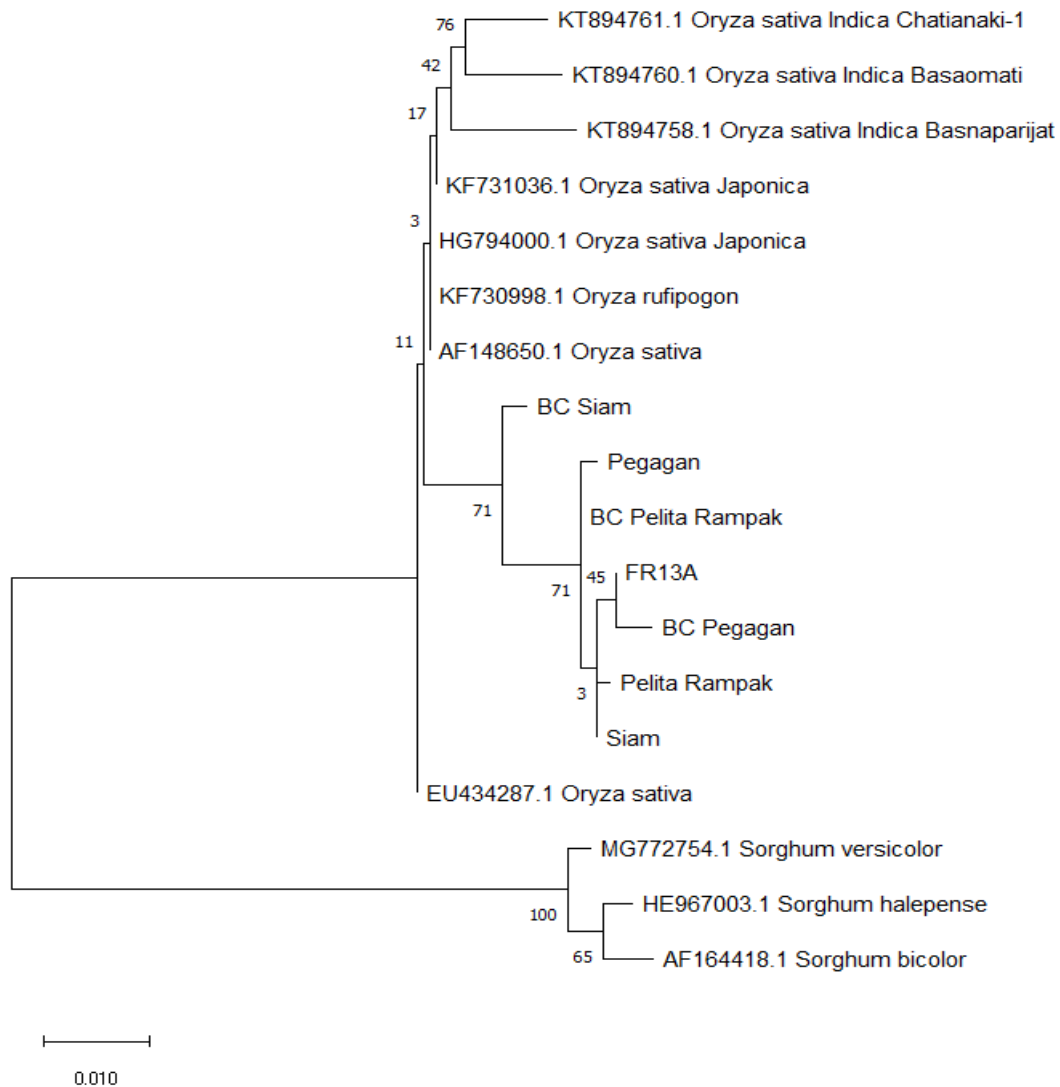 KT894761.1 Oryza sativa Indica Chatianaki-1
76
KT894760.1 Oryza sativa Indica Basaomati
42
17
KT894758.1 Oryza sativa Indica Basnaparijat
KF731036.1 Oryza sativa Japonica
3
HG794000.1 Oryza sativa Japonica
KF730998.1 Oryza rufipogon
11
AF148650.1 Oryza sativa
BC Siam
Pegagan
71
BC Pelita Rampak
45
FR13A
71
BC Pegagan
Pelita Rampak
3
Siam
EU434287.1 Oryza sativa
MG772754.1 Sorghum versicolor
HE967003.1 Sorghum halepense
100
65
AF164418.1 Sorghum bicolor
0.010